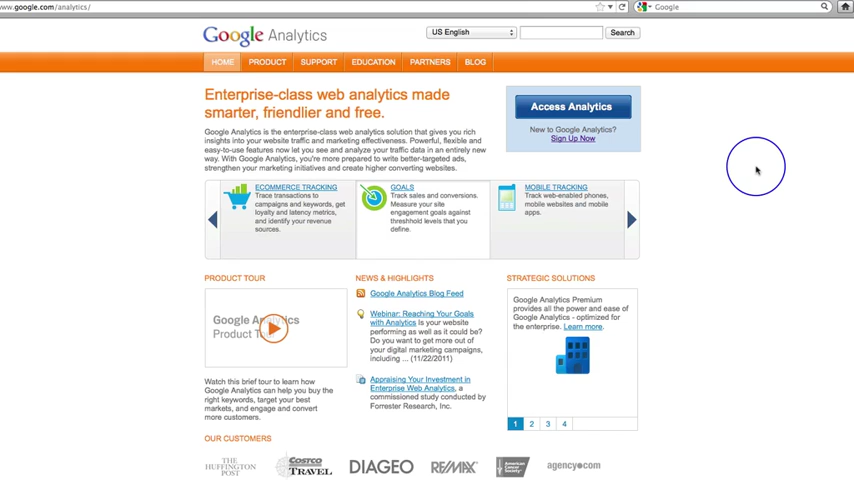 www.google.com/analytics/
Google
Google Analytics
US English
Search
HOME PRODUCT SUPPORT EDUCATION PARTNERS BLOG
Enterprise-class web analytics made
smarter, friendlier and free.
Google Analytics is the enterprise-class web analytics solution that gives you rich
insights into your website traffic and marketing effectiveness. Powerful, flexible and
easy-to-use features now let you see and analyze your traffic data in an entirely new
way. With Google Analytics, you're more prepared to write better-targeted ads,
strengthen your marketing initiatives and create higher converting websites.
Access Analytics
New to Google Analytics?
Sign Up Now
ECOMMERCE TRACKING
Trace transactions to
campaigns and keywords, get
loyalty and latency metrics,
and identify your revenue
sources.
GOALS
Track sales and conversions.
Measure your site
engagement goals against
threshold levels that you
define.
MOBILE TRACKING
Track web-enabled phones,
mobile websites and mobile
apps.
PRODUCT TOUR
Google Analytics
Product
Watch this brief tour to learn how
Google Analytics can help you buy the
right keywords, target your best
markets, and engage and convert
more customers.
NEWS & HIGHLIGHTS
Google Analytics Blog Feed
Webinar: Reaching Your Goals
with Analytics Is your website
performing as well as it could be?
Do you want to get more out of
your digital marketing campaigns,
including ... (11/22/2011)
Appraising Your Investment in
Enterprise Web Analytics, a
commissioned study conducted by
Forrester Research, Inc.
STRATEGIC SOLUTIONS
Google Analytics Premium
provides all the power and ease of
Google Analytics - optimized for
the enterprise. Learn more.
1 2 3 4
OUR CUSTOMERS
THE
HUFFINGTON
POST
COSTCO
TRAVEL
DIAGEO
RE/MAX
American
Cancer
Society
agency.com